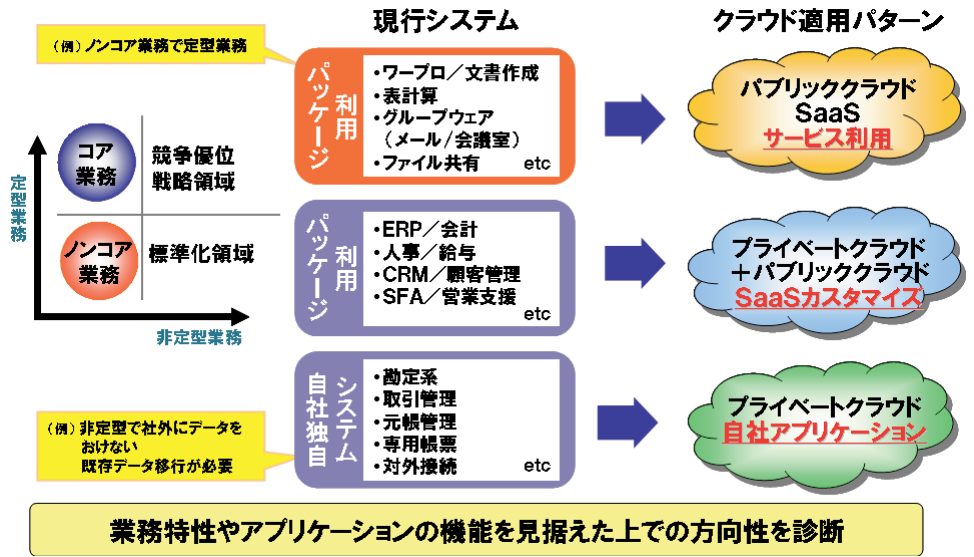 現行システム
クラウド適用パターン
（例）ノンコア業務で定型業務
定型業務
非定型業務
コア
業務
競争優位
戦略領域
ノンコア
業務
標準化領域
パッケージ
利用
・ワープロ／文書作成
・表計算
・グループウェア
（メール/会議室）
・ファイル共有 etc
パブリッククラウド
SaaS
サービス利用
パッケージ
利用
・ERP／会計
・人事／給与
・CRM／顧客管理
・SFA／営業支援
etc
プライベートクラウド
＋パブリッククラウド
SaaSカスタマイズ
自社独自
システム
・勘定系
・取引管理
・元帳管理
・専用帳票
・対外接続 etc
プライベートクラウド
自社アプリケーション
（例）非定型で社外にデータを
おけない
既存データ移行が必要
業務特性やアプリケーションの機能を見据えた上での方向性を診断